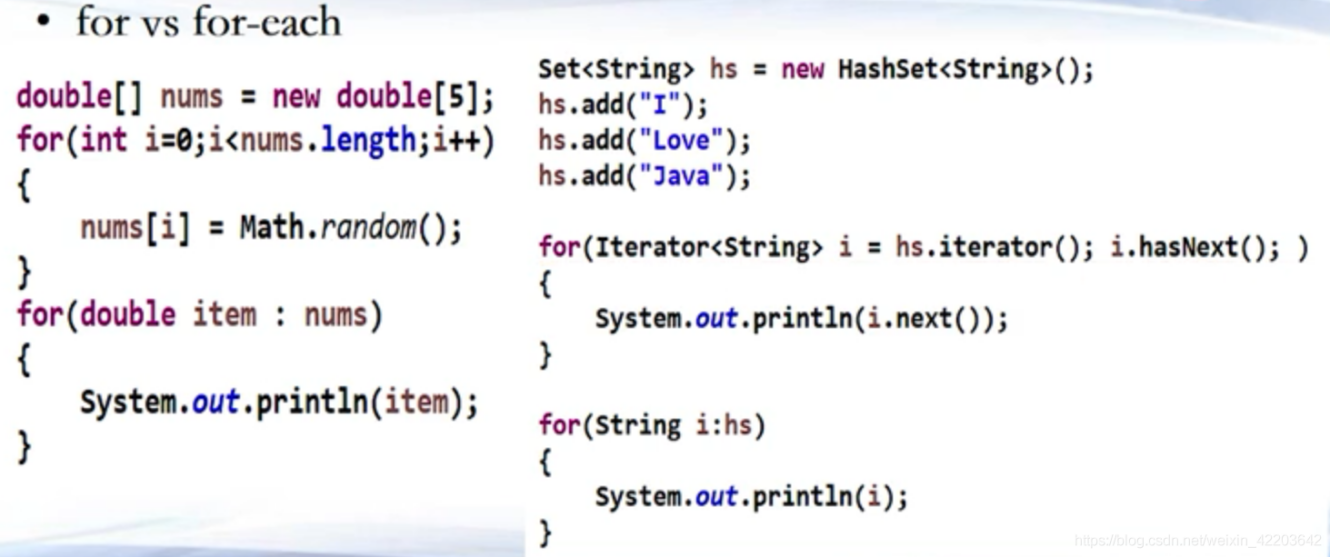 • for vs for-each
double[] nums = new double[5];
for(int i=0;i<nums.length;i++)
{
    nums[i] = Math.random();
}
for(double item : nums)
{
    System.out.println(item);
}
Set<String> hs = new HashSet<String>();
hs.add("I");
hs.add("Love");
hs.add("Java");
for(Iterator<String> i = hs.iterator(); i.hasNext(); )
{
    System.out.println(i.next());
}
for(String i:hs)
{
    System.out.println(i);
}
https://blog.csdn.net/weixin_42203642